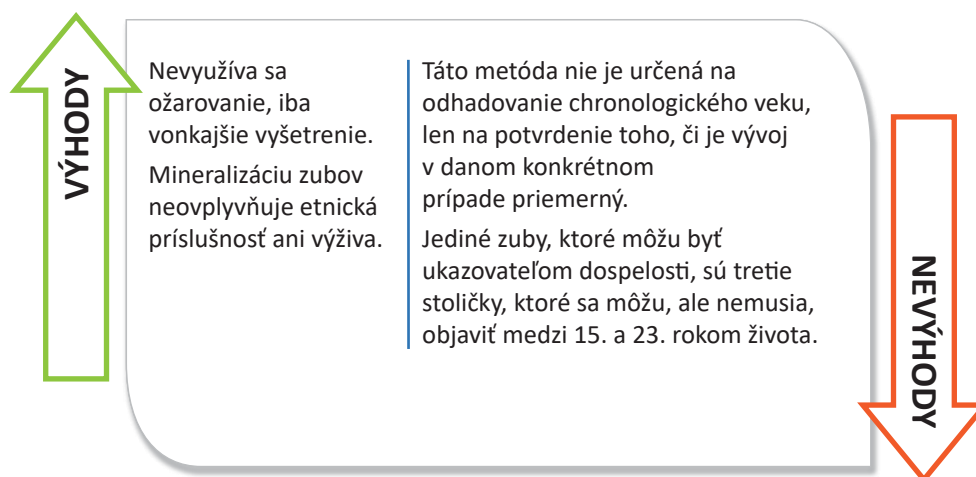 VÝHODY
Nevyužíva sa
ožarovanie, iba
vonkajšie vyšetrenie.
Mineralizáciu zubov
neovplyvňuje etnická
príslušnosť ani výživa.
Táto metóda nie je určená na
odhadovanie chronologického veku,
len na potvrdenie toho, či je vývoj
v danom konkrétnom
prípade priemerný.
Jediné zuby, ktoré môžu byť
ukazovateľom dospelosti, sú tretie
stoličky, ktoré sa môžu, ale nemusia,
objaviť medzi 15. a 23. rokom života.
NEVÝHODY